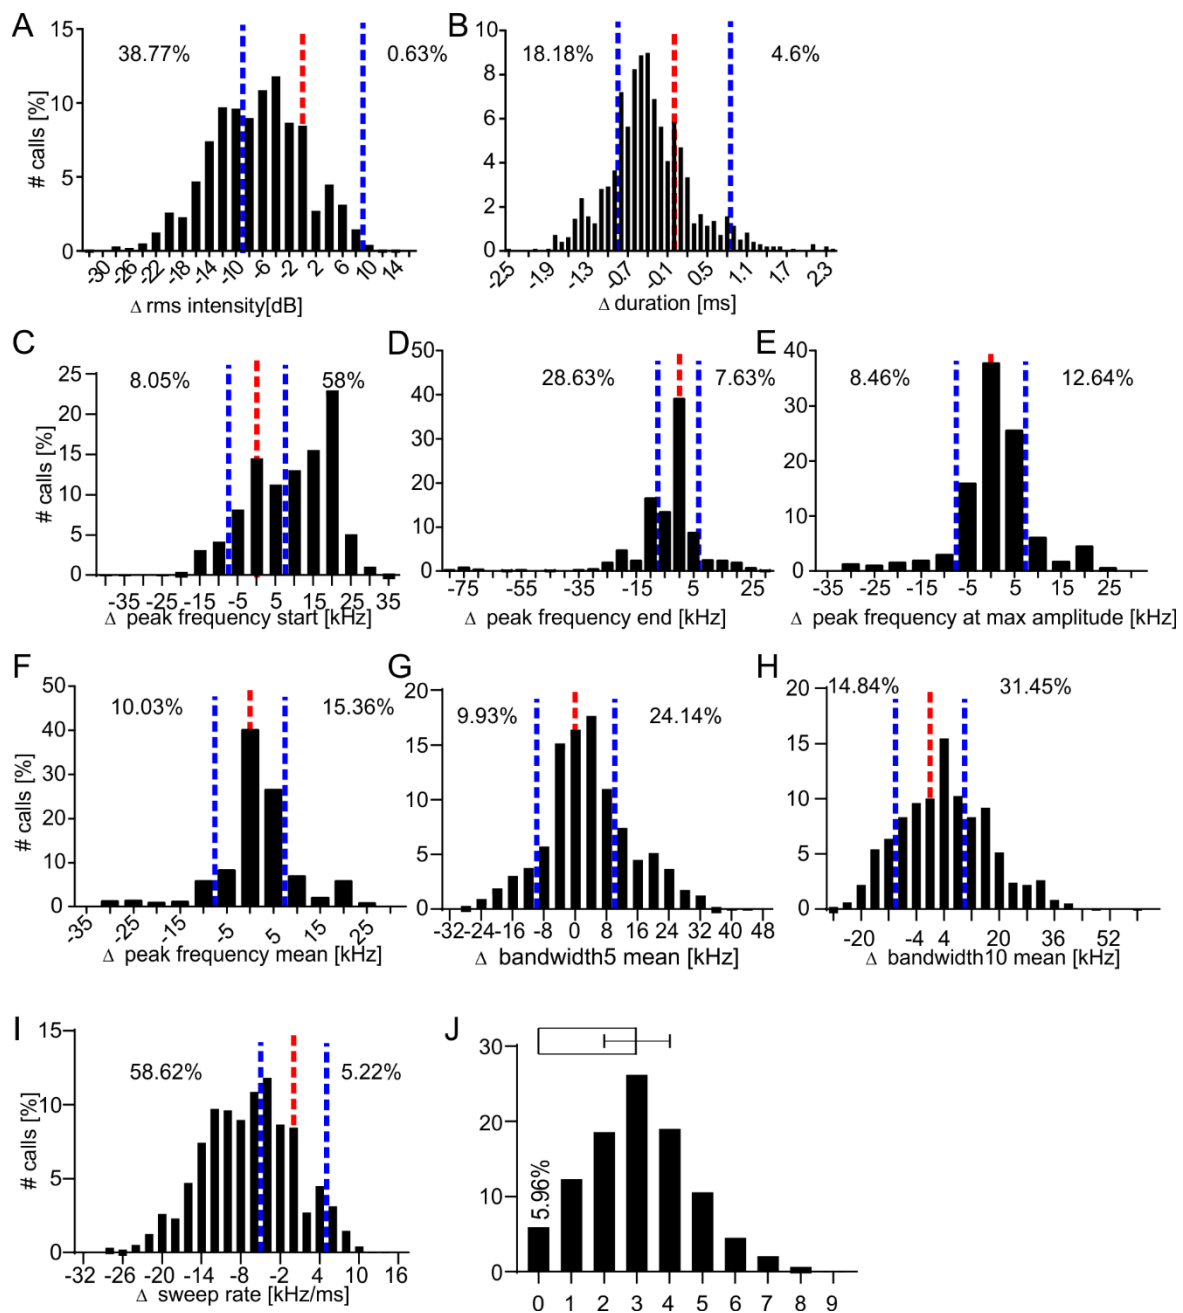 A
15
10
5
0
# calls [%]
38.77%
0.63%
-30 -26 -22 -18 -14 -10 -6 -2 2 6 10 14
Δ rms intensity[dB]
B
10
8
6
4
2
0
18.18%
4.6%
-2.5 -1.9 -1.3 -0.7 -0.1 0.5 1.1 1.7 2.3
Δ duration [ms]
C
25
20
15
10
5
0
# calls [%]
8.05%
58%
-35 -25 -15 -5 5 15 25 35
Δ peak frequency start [kHz]
D
50
40
30
20
10
0
28.63%
7.63%
-75 -55 -35 -15 5 25
Δ peak frequency end [kHz]
E
40
30
20
10
0
8.46%
12.64%
-35 -25 -15 -5 5 15 25
Δ peak frequency at max amplitude [kHz]
F
50
40
30
20
10
0
# calls [%]
10.03%
15.36%
-35 -25 -15 -5 5 15 25
Δ peak frequency mean [kHz]
G
20
15
10
5
0
9.93%
24.14%
-32 -24 -16 -8 0 8 16 24 32 40 48
Δ bandwidth5 mean [kHz]
H
20
15
10
5
0
14.84%
31.45%
-20 -4 4 20 36 52
Δ bandwidth10 mean [kHz]
I
15
10
5
0
# calls [%]
58.62%
5.22%
-32 -26 -20 -14 -8 -2 4 10 16
Δ sweep rate [kHz/ms]
J
30
20
10
0
5.96%
0 1 2 3 4 5 6 7 8 9